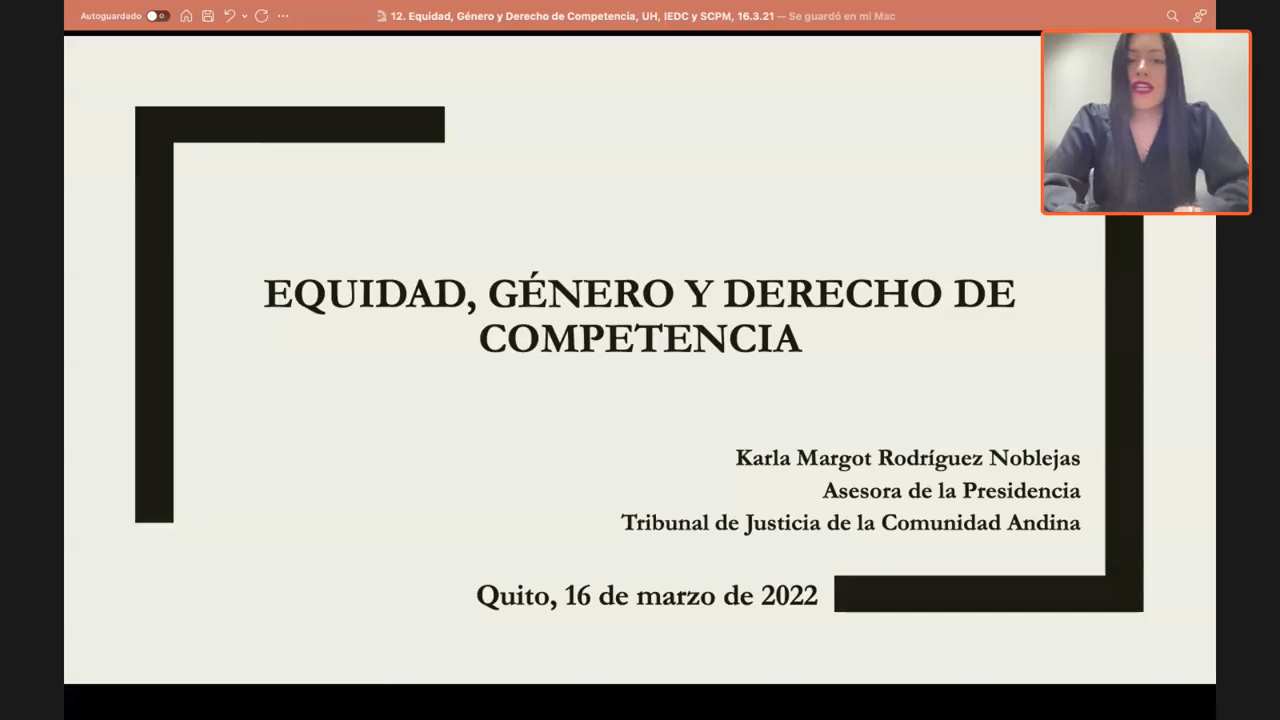 Autoguardado
12. Equidad, Género y Derecho de Competencia, UH, IEDC y SCPM, 16.3.21 — Se guardó en mi Mac
EQUIDAD, GÉNERO Y DERECHO DE
COMPETENCIA
Karla Margot Rodríguez Noblejas
Asesora de la Presidencia
Tribunal de Justicia de la Comunidad Andina
Quito, 16 de marzo de 2022